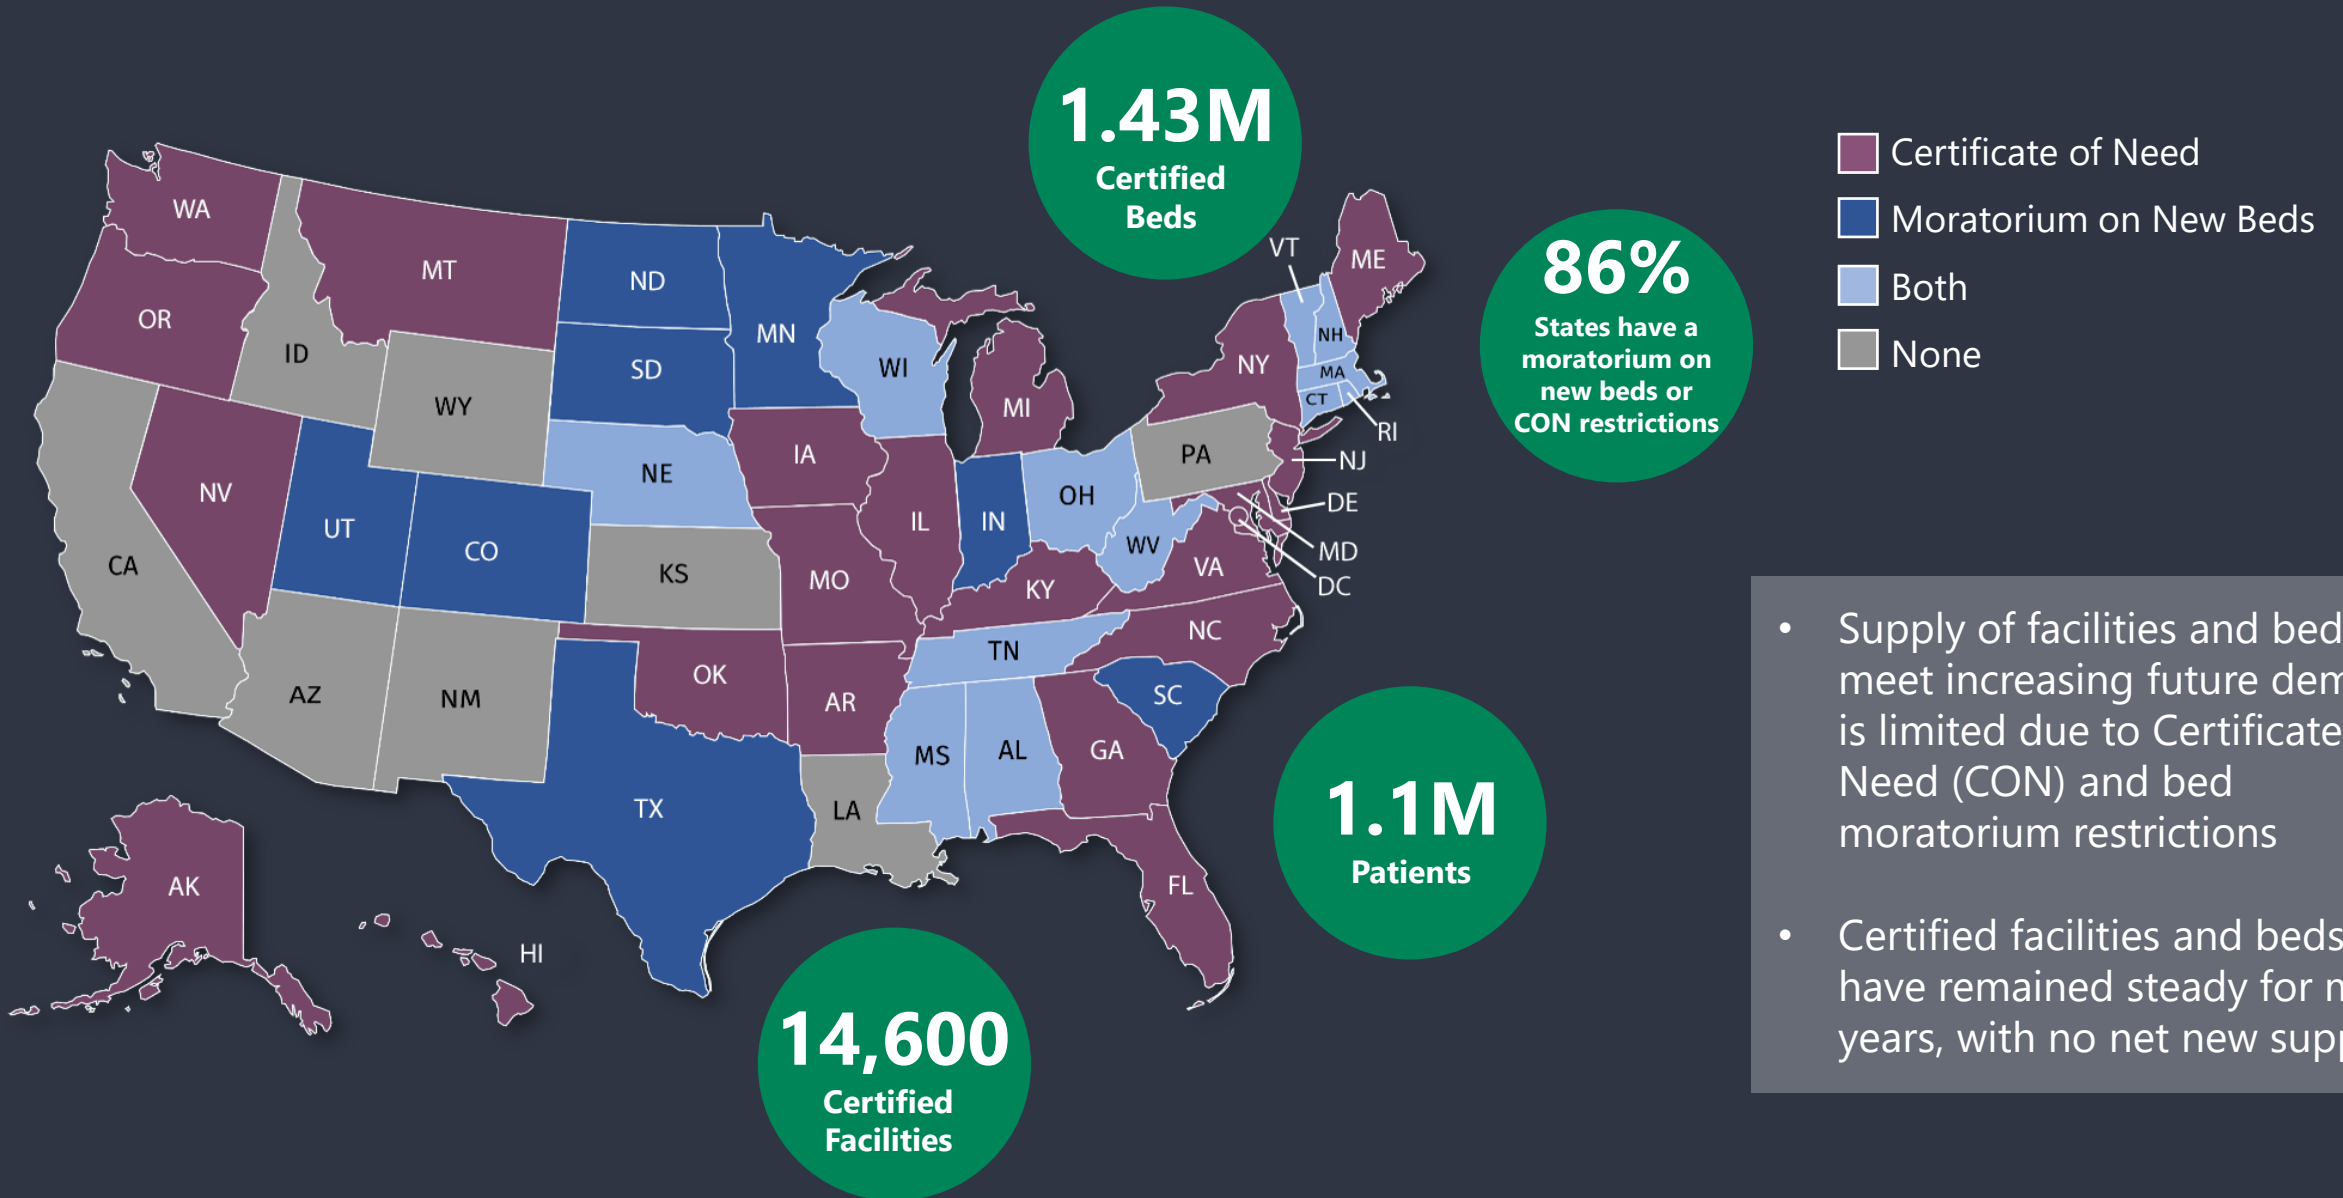 1.43M
Certified
Beds
86%
States have a
moratorium on
new beds or
CON restrictions
Certificate of Need
Moratorium on New Beds
Both
None
WA
MT
ND
MN
OR
ID
SD
WI
WY
MI
NY
VT
ME
NH
MA
CT
RI
NV
UT
CO
NE
IA
IL
IN
OH
PA
NJ
DE
MD
DC
CA
KS
MO
KY
WV
VA
AZ
NM
OK
AR
TN
NC
SC
TX
LA
MS
AL
GA
FL
AK
HI
1.1M
Patients
14,600
Certified
Facilities
• Supply of facilities and bed
meet increasing future
is limited due to Certificate
Need (CON) and bed
moratorium restrictions
• Certified facilities and beds
have remained steady for
years, with no net new